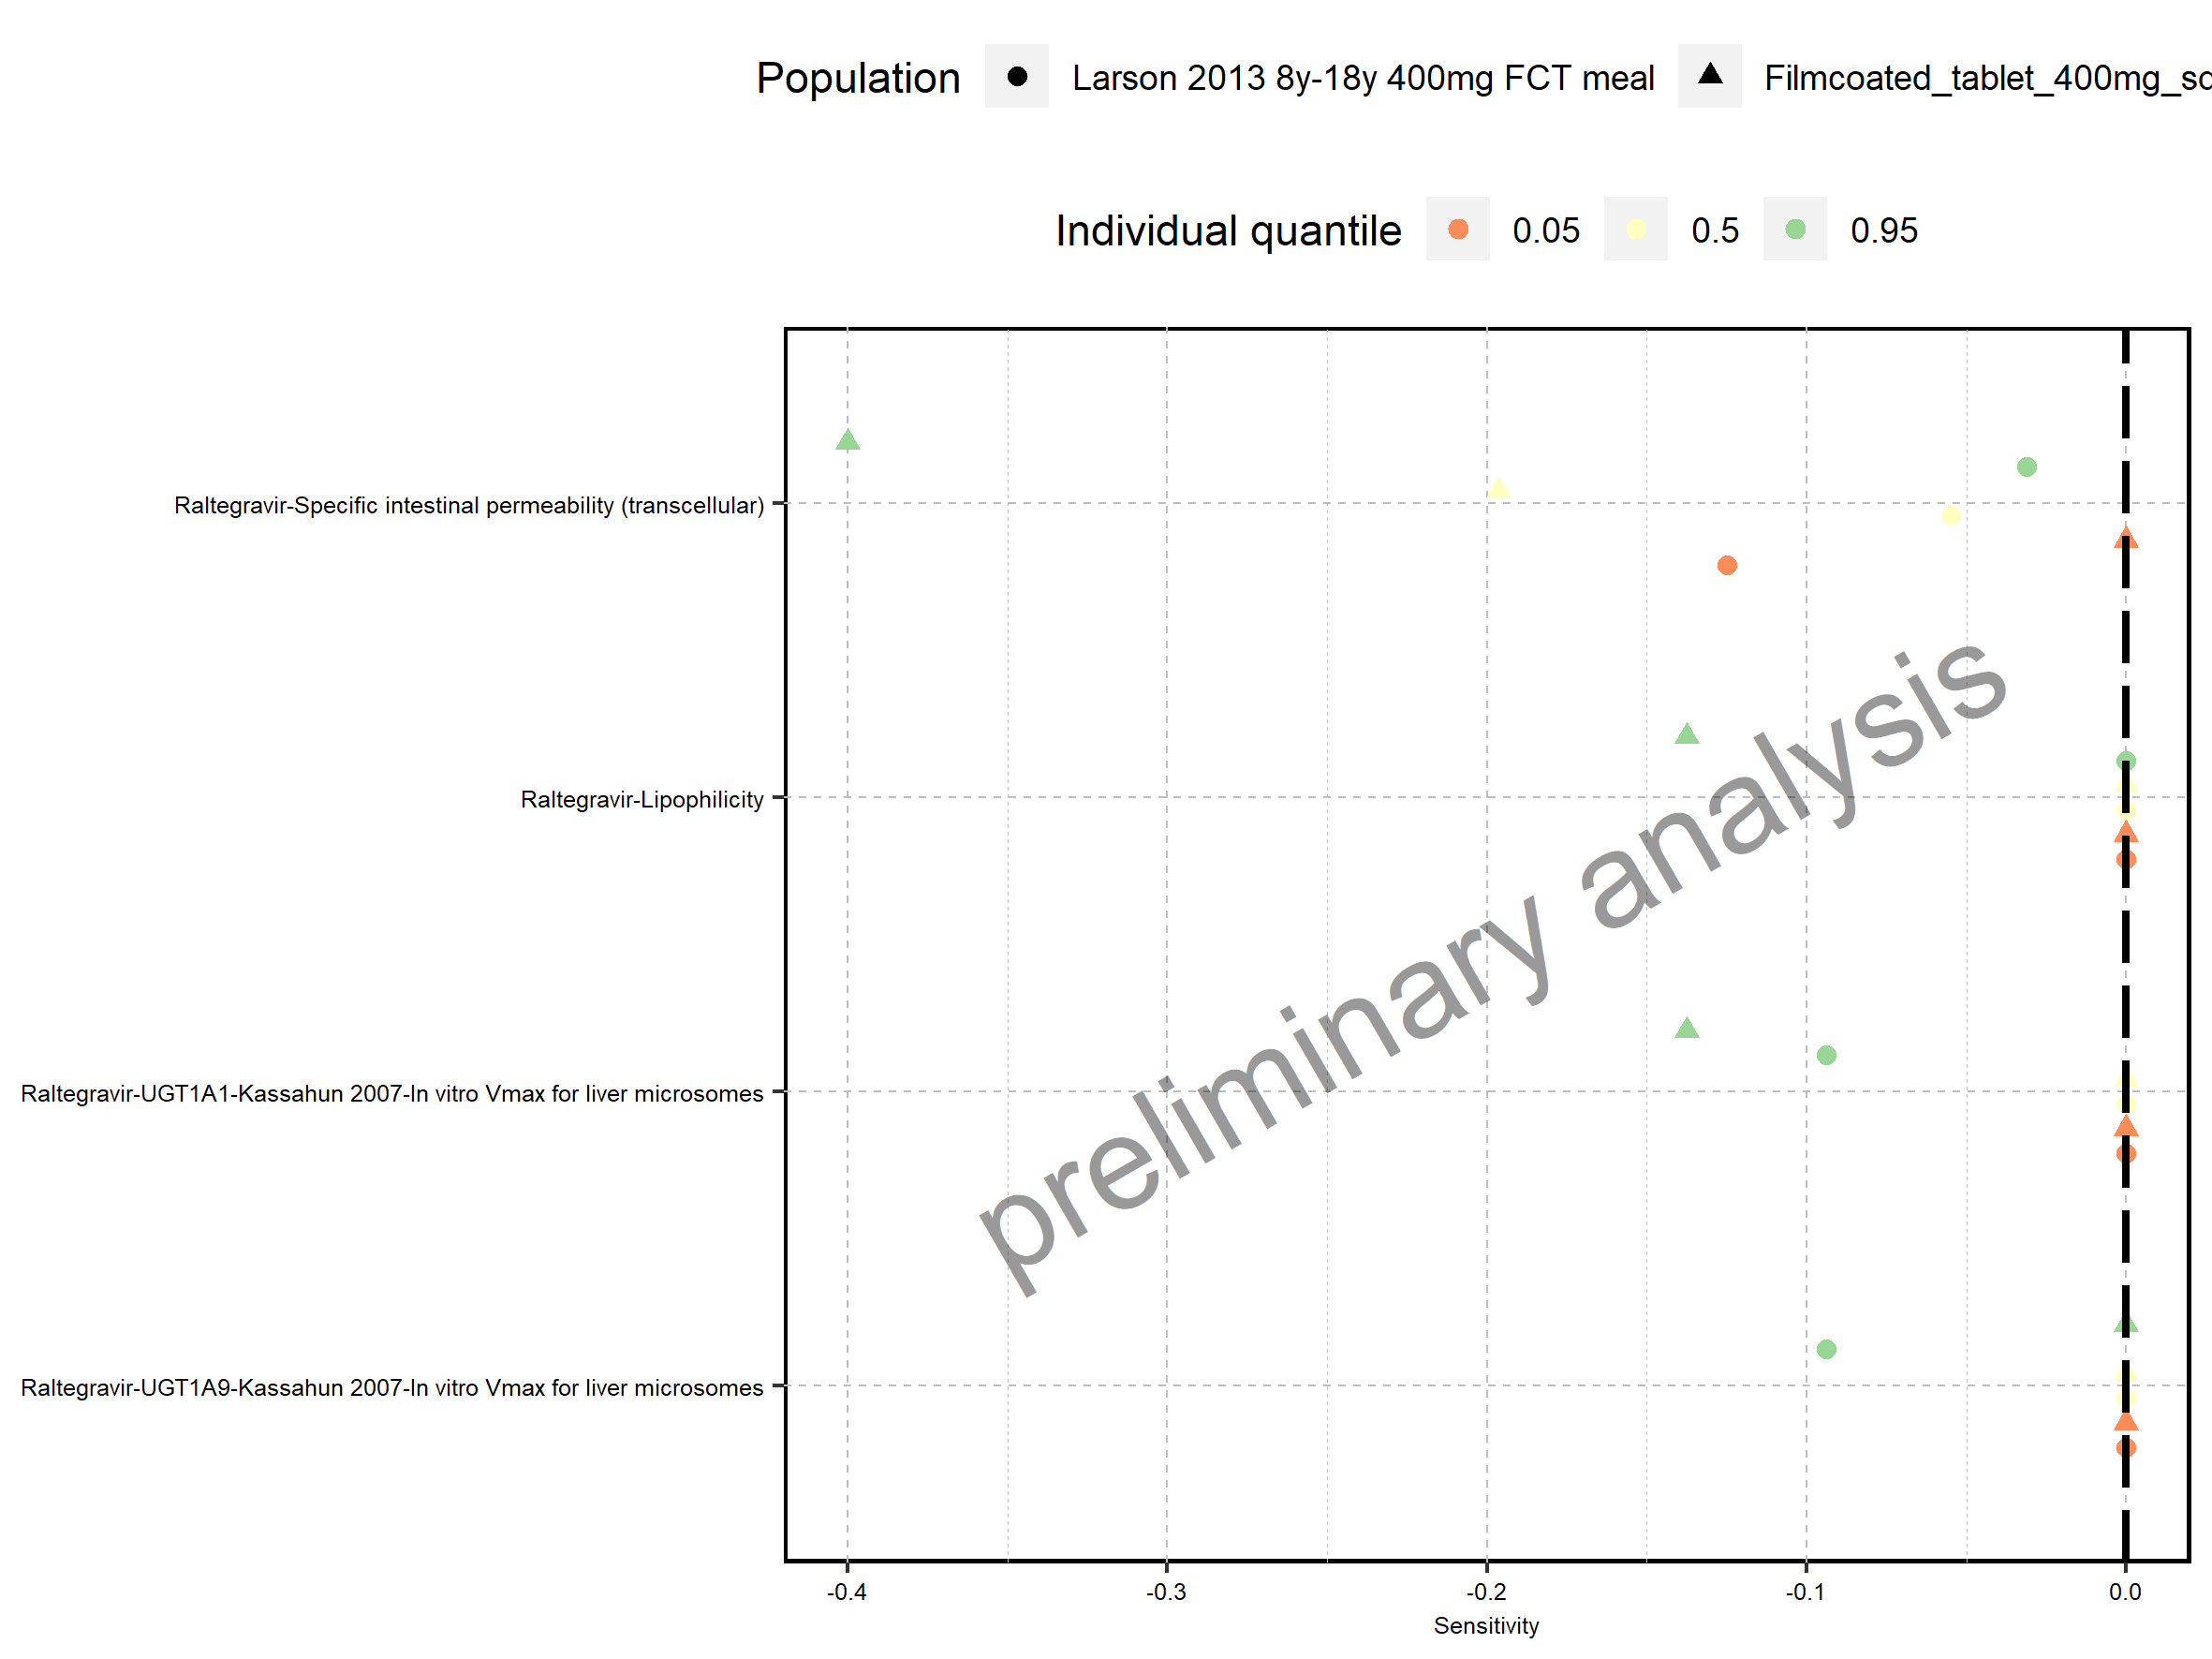 Population Larson 2013 8y-18y 400mg FCT meal Filmcoated_tablet_400mg_sd
Individual quantile 0.05 0.5 0.95
Raltegravir-Specific intestinal permeability (transcellular)
Raltegravir-Lipophilicity
Raltegravir-UGT1A1-Kassahun 2007-In vitro Vmax for liver microsomes
Raltegravir-UGT1A9-Kassahun 2007-In vitro Vmax for liver microsomes
preliminary analysis
-0.4 -0.3 -0.2 -0.1 0.0
Sensitivity